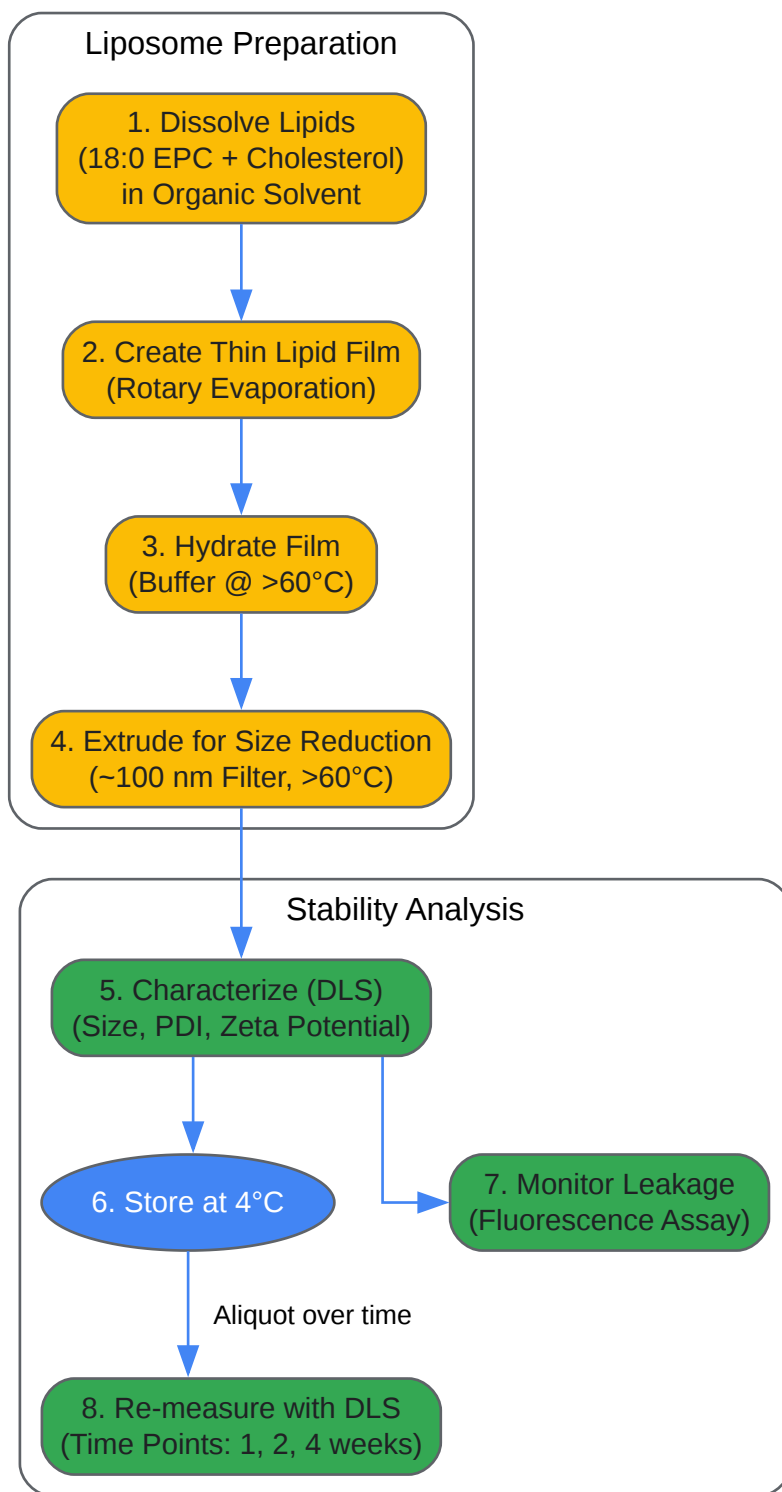 Liposome Preparation
1. Dissolve Lipids
(18:0 EPC + Cholesterol)
in Organic Solvent
2. Create Thin Lipid Film
(Rotary Evaporation)
3. Hydrate Film
(Buffer @ >60°C)
4. Extrude for Size Reduction
(~100 nm Filter, >60°C)
Stability Analysis
5. Characterize (DLS)
(Size, PDI, Zeta Potential)
6. Store at 4°C
7. Monitor Leakage
(Fluorescence Assay)
Aliquot over time
8. Re-measure with DLS
(Time Points: 1, 2, 4 weeks)